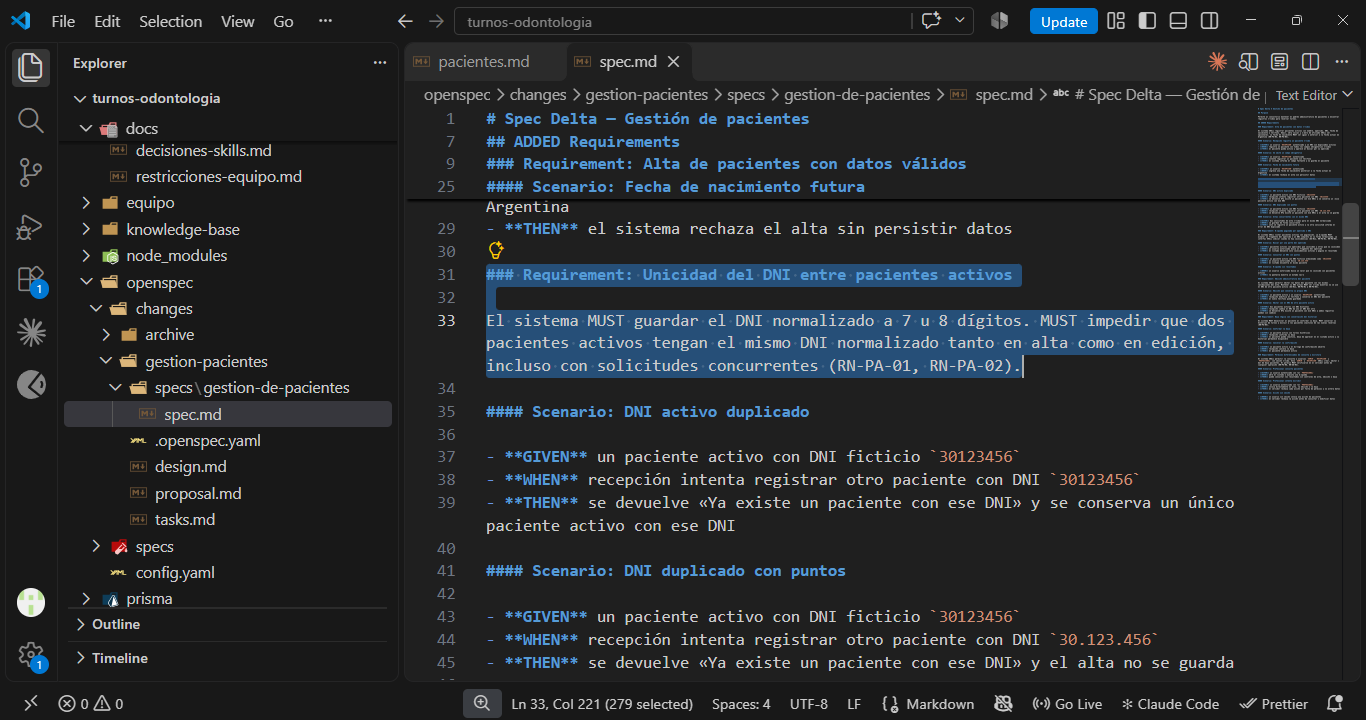 File Edit Selection View Go ···
turnos-odontologia
Update
Explorer
turnos-odontologia
docs
decisiones-skills.md
restricciones-equipo.md
equipo
knowledge-base
node_modules
openspec
changes
archive
gestion-pacientes
specs\gestion-de-pacientes
spec.md
.openspec.yaml
design.md
proposal.md
tasks.md
specs
config.yaml
prisma
Outline
Timeline
1
1
pacientes.md
spec.md
openspec > changes > gestion-pacientes > specs > gestion-de-pacientes > spec.md > abc # Spec Delta — Gestión de
Text Editor
1 # Spec Delta — Gestión de pacientes
7 ## ADDED Requirements
9 ### Requirement: Alta de pacientes con datos válidos
25 #### Scenario: Fecha de nacimiento futura
Argentina
29 - **THEN** el sistema rechaza el alta sin persistir datos
30
31 ### Requirement: Unicidad del DNI entre pacientes activos
32
33 El sistema MUST guardar el DNI normalizado a 7 u 8 dígitos. MUST impedir que dos
pacientes activos tengan el mismo DNI normalizado tanto en alta como en edición,
incluso con solicitudes concurrentes (RN-PA-01, RN-PA-02).
34
35 #### Scenario: DNI activo duplicado
36
37 - **GIVEN** un paciente activo con DNI ficticio `30123456`
38 - **WHEN** recepción intenta registrar otro paciente con DNI `30123456`
39 - **THEN** se devuelve «Ya existe un paciente con ese DNI» y se conserva un único
paciente activo con ese DNI
40
41 #### Scenario: DNI duplicado con puntos
42
43 - **GIVEN** un paciente activo con DNI ficticio `30123456`
44 - **WHEN** recepción intenta registrar otro paciente con DNI `30.123.456`
45 - **THEN** se devuelve «Ya existe un paciente con ese DNI» y el alta no se guarda
0 0
Ln 33, Col 221 (279 selected)
Spaces: 4
UTF-8
LF
Markdown
Go Live
Claude Code
Prettier